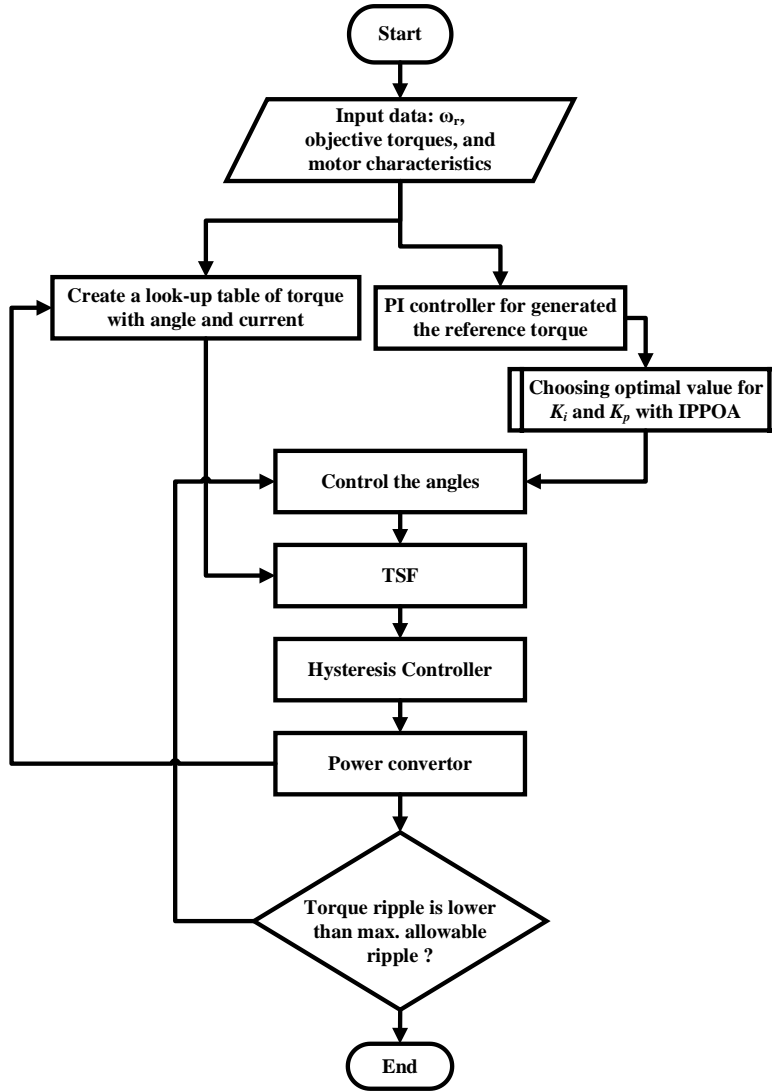 Start
Input data: ωr,
objective torques, and
motor characteristics
Create a look-up table of torque
with angle and current
PI controller for generated
the reference torque
Choosing optimal value for
Ki and Kp with IPPOA
Control the angles
TSF
Hysteresis Controller
Power convertor
Torque ripple is lower
than max. allowable
ripple ?
End